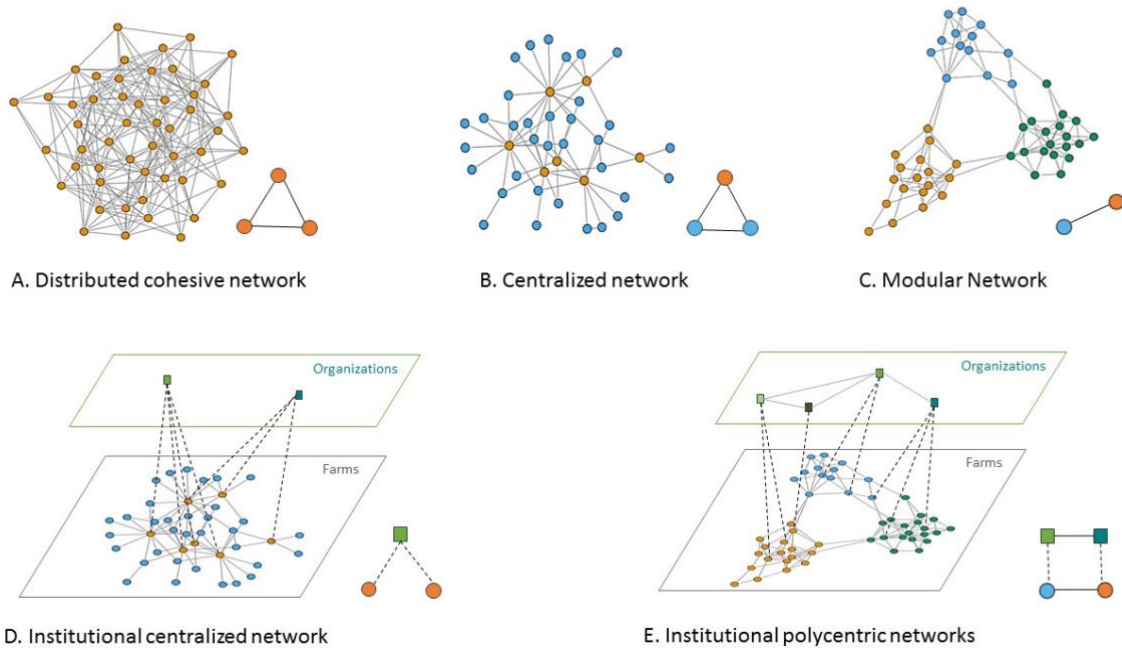 A. Distributed cohesive network
B. Centralized network
C. Modular Network
Organizations
Farms
D. Institutional centralized network
Organizations
Farms
E. Institutional polycentric networks